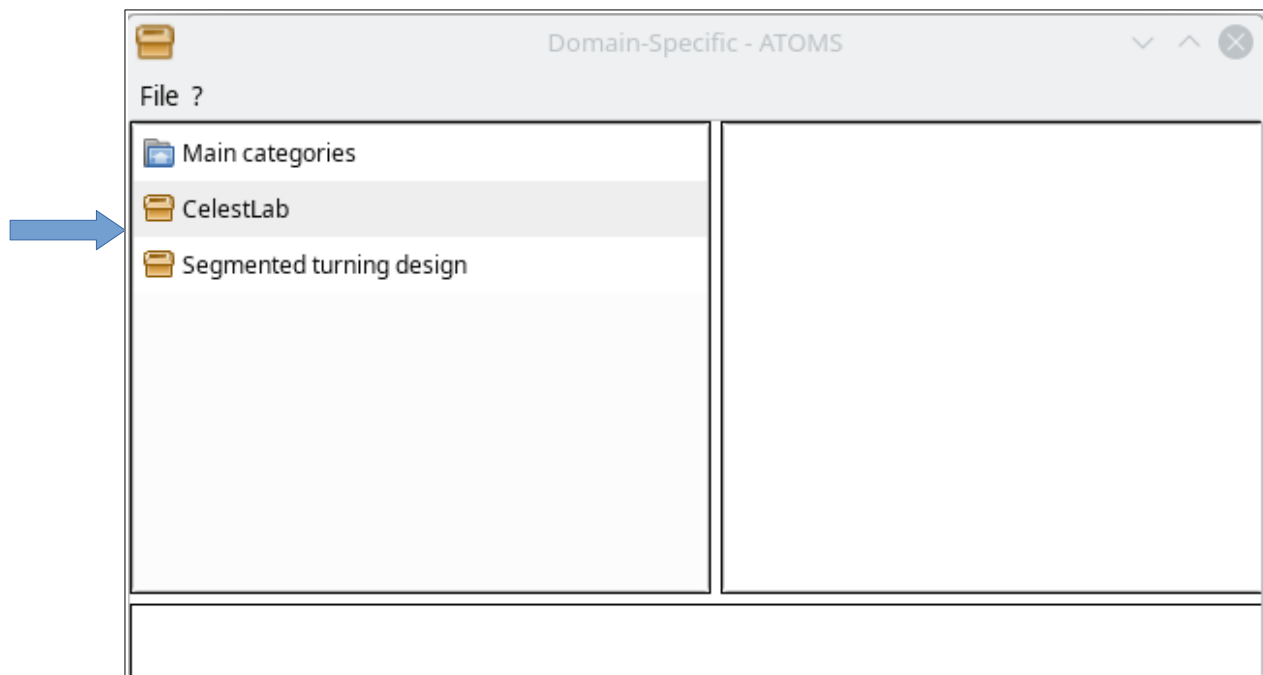 Domain-Specific - ATOMS
File ?
Main categories
CelestLab
Segmented turning design